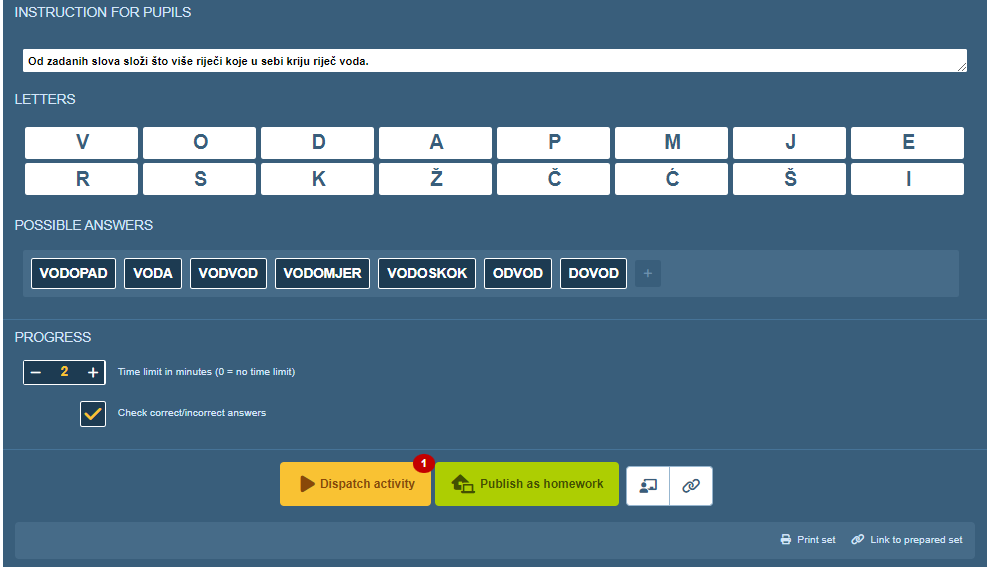 INSTRUCTION FOR PUPILS
Od zadanih slova složi što više riječi koje u sebi kriju riječ voda.
LETTERS
V O D A P M J E
R S K Ž Č Ć Š I
POSSIBLE ANSWERS
VODOPAD VODA VODVOD VODOMJER VODOSKOK ODVOD DOVOD +
PROGRESS
− 2 + Time limit in minutes (0 = no time limit)
Check correct/incorrect answers
1
Dispatch activity Publish as homework
Print set Link to prepared set